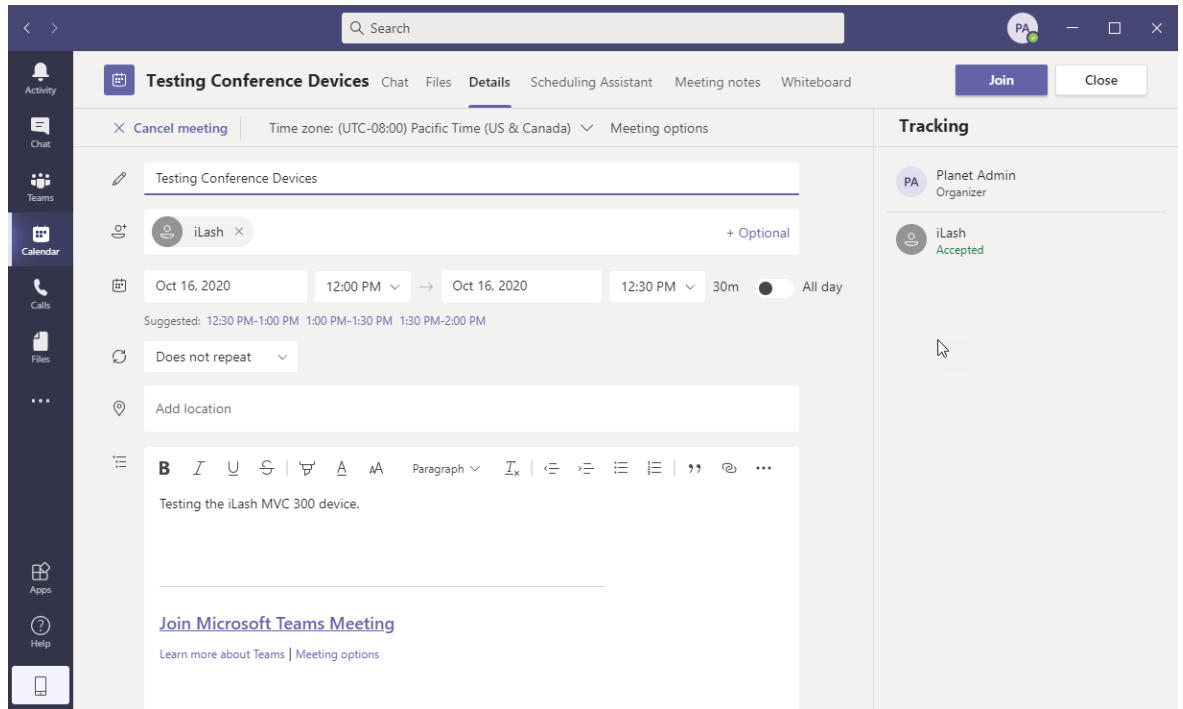 Search
PA
Activity
Chat
Teams
Calendar
Calls
Files
Apps
Help
Testing Conference Devices Chat Files Details Scheduling Assistant Meeting notes Whiteboard Join Close
Cancel meeting Time zone: (UTC-08:00) Pacific Time (US & Canada) Meeting options
Testing Conference Devices
iLash + Optional
Oct 16, 2020 12:00 PM Oct 16, 2020 12:30 PM 30m All day
Suggested: 12:30 PM-1:00 PM 1:00 PM-1:30 PM 1:30 PM-2:00 PM
Does not repeat
Add location
B I U S A AA Paragraph Tx
Testing the iLash MVC 300 device.
Join Microsoft Teams Meeting
Learn more about Teams | Meeting options
Tracking
PA Planet Admin
Organizer
iLash
Accepted